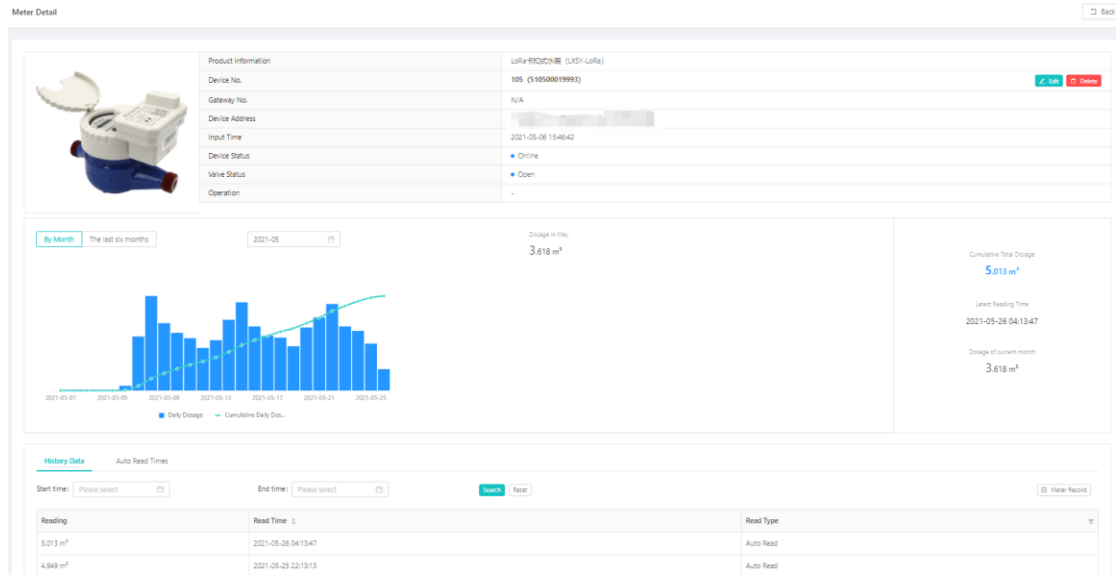 Meter Detail
Back
Product Information
LoRa卡扣式水表 (LXSY-LoRa)
Device No.
105 (S10500019993)
Edit
Delete
Gateway No.
N/A
Device Address
Input Time
2021-05-06 15:46:42
Device Status
Online
Valve Status
Open
Operation
-
By Month
The last six months
2021-05
Dosage in May
3.618 m³
Cumulative Total Dosage
5.013 m³
Latest Reading Time
2021-05-26 04:13:47
Dosage of current month
3.618 m³
2021-05-01 2021-05-05 2021-05-09 2021-05-13 2021-05-17 2021-05-21 2021-05-25
Daily Dosage Cumulative Daily Dos...
History Data
Auto Read Times
Start time: Please select
End time: Please select
Search
Reset
Meter Record
Reading Read Time Read Type
5.013 m³ 2021-05-26 04:13:47 Auto Read
4.949 m³ 2021-05-25 22:13:13 Auto Read